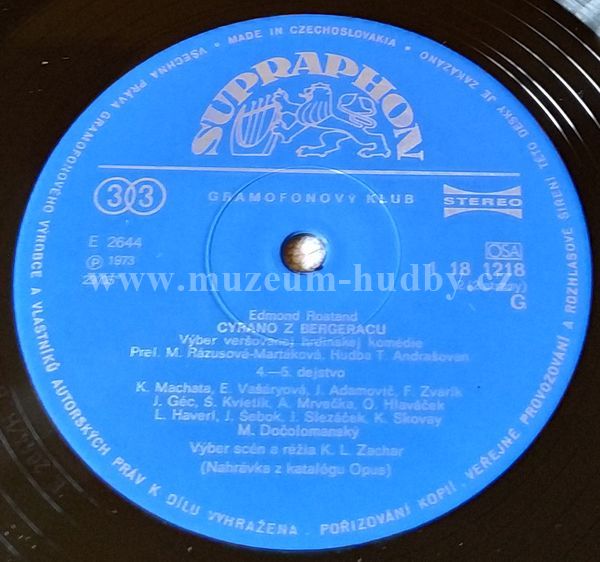 VŠECHNA PRÁVA GRAMOFONOVÉHO VÝROBCE A VLASTNÍKŮ AUTORSKÝCH PRÁV K DÍLU VYHRAŽENA. POŘIZOVÁNÍ KOPIÍ, VEŘEJNÉ PROVOZOVÁNÍ A ROZHLASOVÉ ŠÍŘENÍ TÉTO DESKY JE ZAKÁZÁNO • MADE IN CZECHOSLOVAKIA •
SUPRAPHON
33 GRAMOFONOVÝ KLUB STEREO
E 2644 OSA
℗ 1973 1 18 1218
www.muzeum-hudby.cz
G
Edmond Rostand
CYRANO Z BERGERACU
Výber veršovanej hrdinskej komédie
Prel. M. Rázusová-Martáková, Hudba T. Andrašovan
4.—5. dejstvo
K. Machata, E. Vašáryová, J. Adamovič, F. Zvarík
J. Géc, Š. Kvietik, A. Mrvečka, O. Hlaváček
L. Haverl, J. Šebok, I. Slezáček, K. Skovay
M. Dočolomanský
Výber scén a réžia K. L. Zachar
(Nahrávka z katalógu Opus)